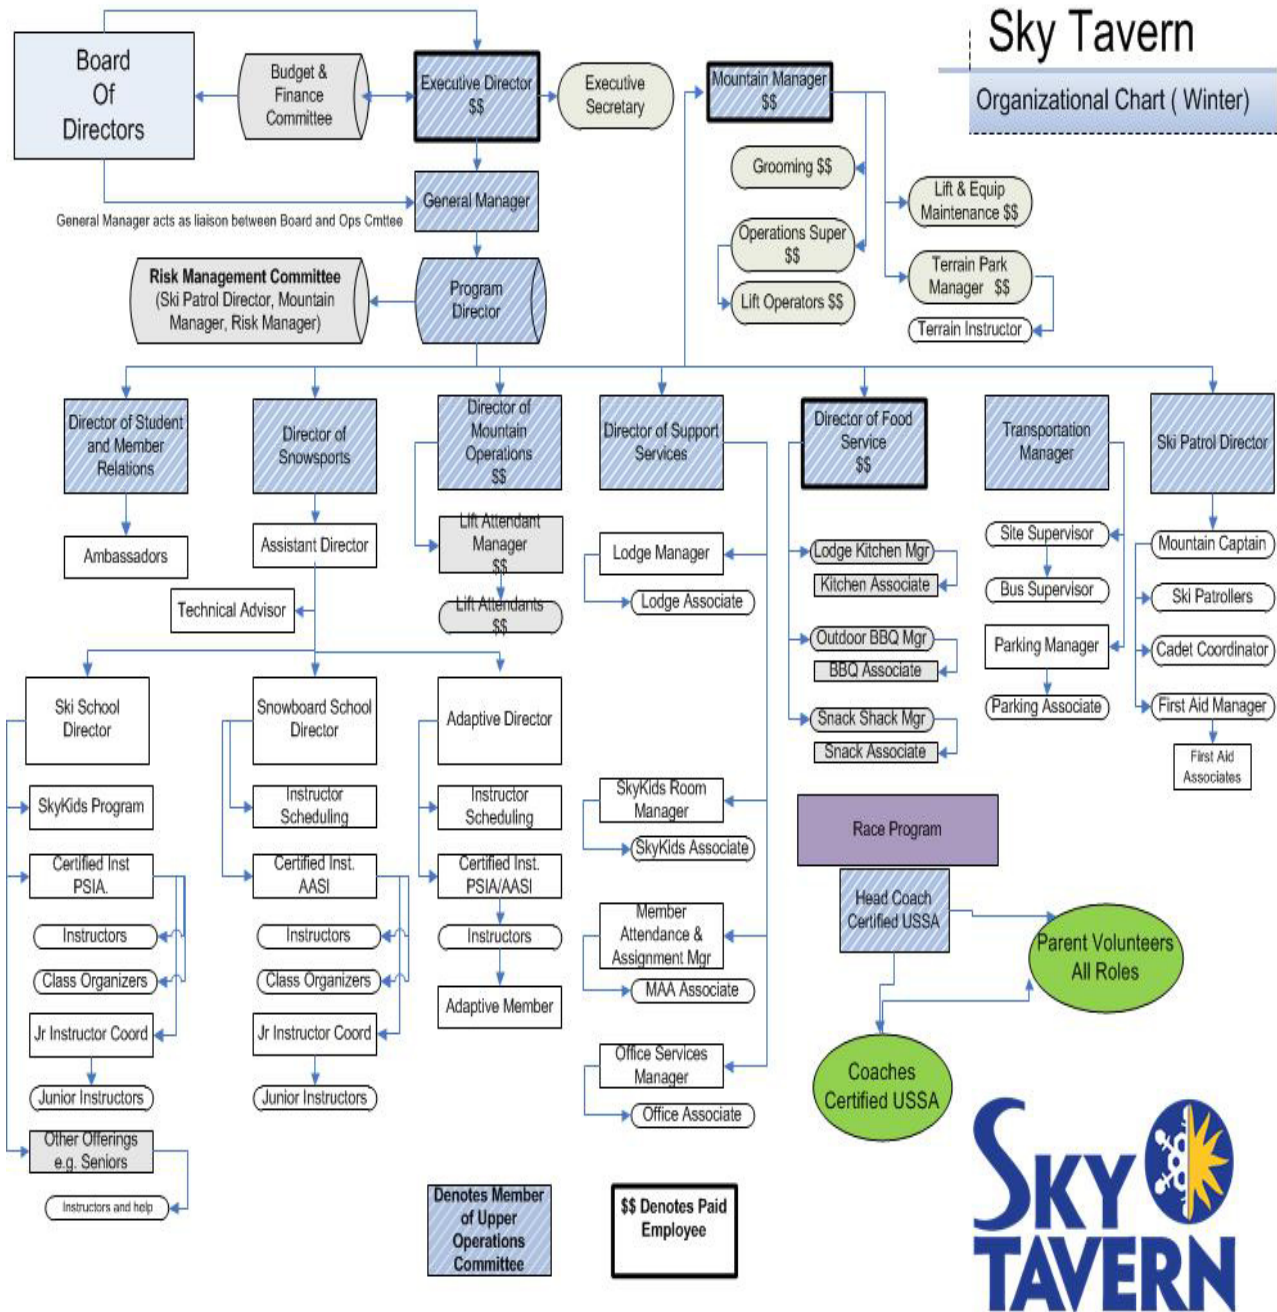 Sky Tavern
Organizational Chart ( Winter)
Board
Of
Directors
Budget &
Finance
Committee
Executive Director
$$
Executive
Secretary
Mountain Manager
$$
Grooming $$
Lift & Equip
Maintenance $$
Operations Super
$$
Terrain Park
Manager $$
Lift Operators $$
Terrain Instructor
General Manager
General Manager acts as liaison between Board and Ops Cmttee
Risk Management Committee
(Ski Patrol Director, Mountain
Manager, Risk Manager)
Program
Director
Director of Student
and Member
Relations
Director of
Snowsports
Director of
Mountain
Operations
$$
Director of Support
Services
Director of Food
Service
$$
Transportation
Manager
Ski Patrol Director
Ambassadors
Assistant Director
Technical Advisor
Lift Attendant
Manager
$$
Lift Attendants
$$
Lodge Manager
Lodge Associate
Lodge Kitchen Mgr
Kitchen Associate
Outdoor BBQ Mgr
BBQ Associate
Snack Shack Mgr
Snack Associate
Site Supervisor
Bus Supervisor
Parking Manager
Parking Associate
Mountain Captain
Ski Patrollers
Cadet Coordinator
First Aid Manager
First Aid
Associates
Ski School
Director
Snowboard School
Director
Adaptive Director
SkyKids Program
Certified Inst
PSIA.
Instructors
Class Organizers
Jr Instructor Coord
Junior Instructors
Other Offerings
e.g. Seniors
Instructors and help
Instructor
Scheduling
Certified Inst.
AASI
Instructors
Class Organizers
Jr Instructor Coord
Junior Instructors
Instructor
Scheduling
Certified Inst.
PSIA/AASI
Instructors
Adaptive Member
SkyKids Room
Manager
SkyKids Associate
Member
Attendance &
Assignment Mgr
MAA Associate
Office Services
Manager
Office Associate
Race Program
Head Coach
Certified USSA
Parent Volunteers
All Roles
Coaches
Certified USSA
Denotes Member
of Upper
Operations
Committee
$$ Denotes Paid
Employee
SKY
TAVERN